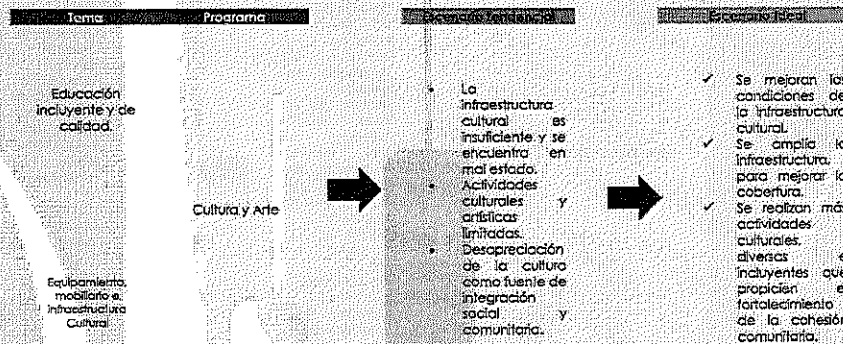 Tema
Programa
Escenario Tendencial
Escenario Ideal
Educación
incluyente y de
calidad.
Equipamiento,
mobiliario e
Infraestructura
Cultural
Cultura y Arte
• La
infraestructura
cultural es
insuficiente y se
encuentra en
mal estado.
• Actividades
culturales y
artísticas
limitadas.
• Desapreciación
de la cultura
como fuente de
integración
social y
comunitaria.
✓ Se mejoran las
condiciones de
la infraestructura
cultural.
✓ Se amplía la
infraestructura,
para mejorar la
cobertura.
✓ Se realizan más
actividades
culturales,
diversas e
incluyentes que
propicien el
fortalecimiento
de la cohesión
comunitaria.